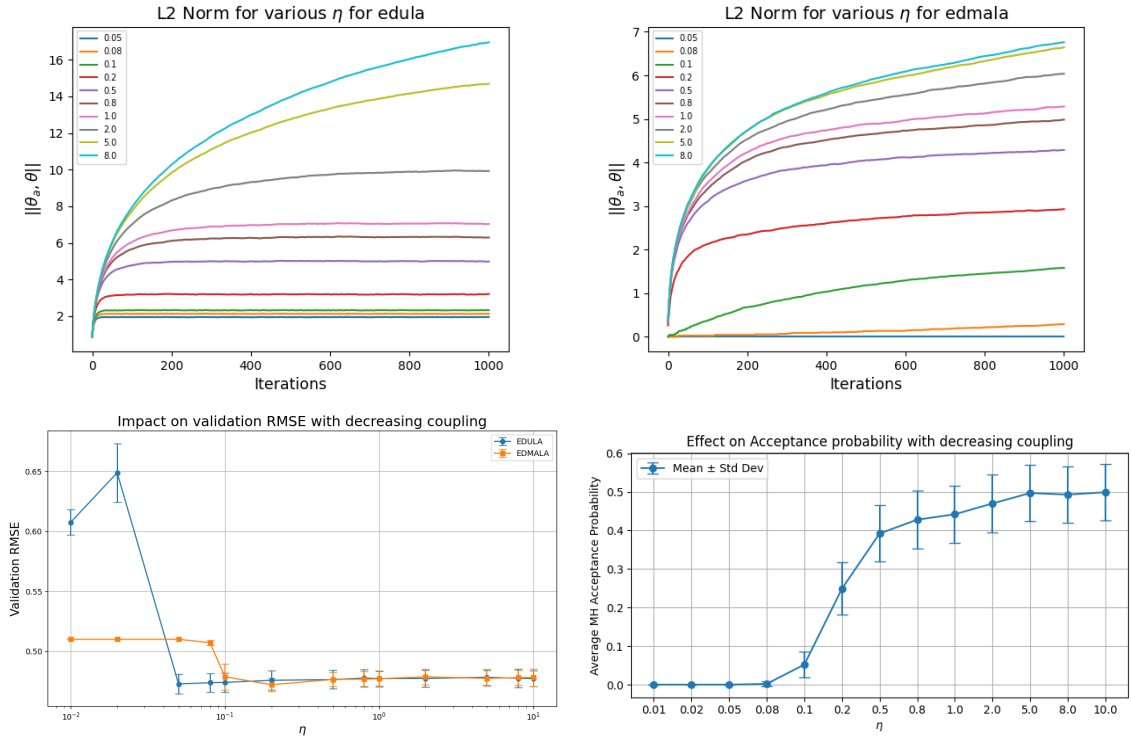 L2 Norm for various η for edula
0.05
0.08
0.1
0.2
0.5
0.8
1.0
2.0
5.0
8.0
||θa, θ||
16
14
12
10
8
6
4
2
0 200 400 600 800 1000
Iterations
L2 Norm for various η for edmala
0.05
0.08
0.1
0.2
0.5
0.8
1.0
2.0
5.0
8.0
||θa, θ||
7
6
5
4
3
2
1
0
0 200 400 600 800 1000
Iterations
Impact on validation RMSE with decreasing coupling
EDULA
EDMALA
Validation RMSE
0.65
0.60
0.55
0.50
10⁻² 10⁻¹ 10⁰ 10¹
η
Effect on Acceptance probability with decreasing coupling
Mean ± Std Dev
Average MH Acceptance Probability
0.6
0.5
0.4
0.3
0.2
0.1
0.0
0.01 0.02 0.05 0.08 0.1 0.2 0.5 0.8 1.0 2.0 5.0 8.0 10.0
η